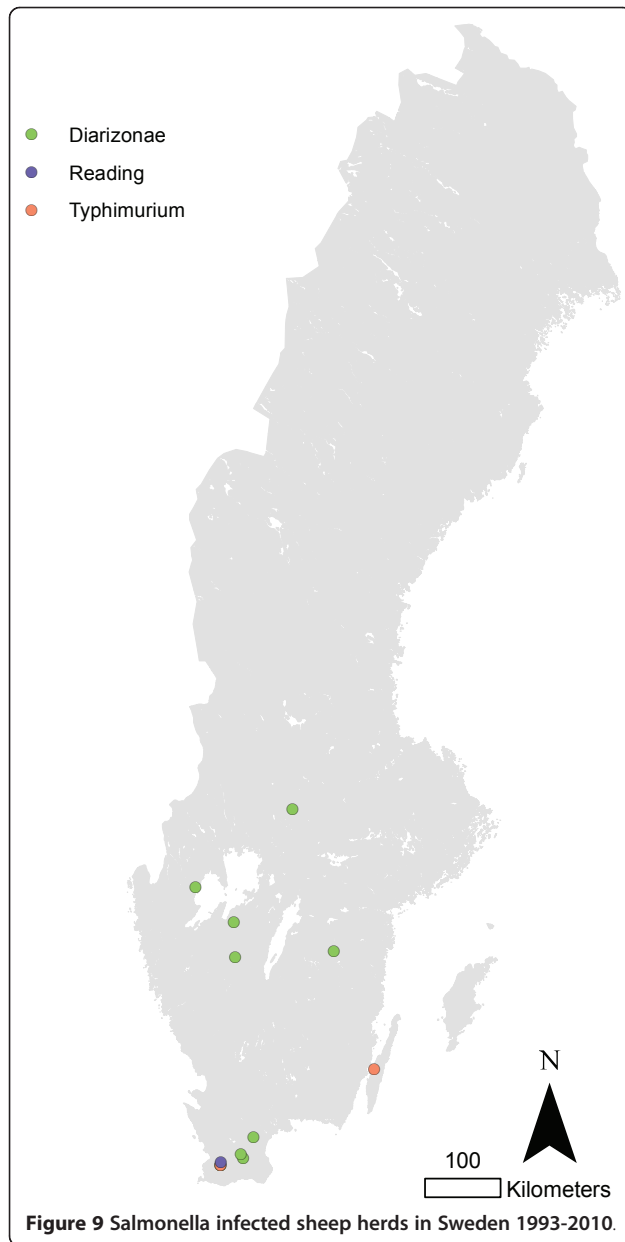 Diarizonae
Reading
Typhimurium
N
100
Kilometers
Figure 9 Salmonella infected sheep herds in Sweden 1993-2010.